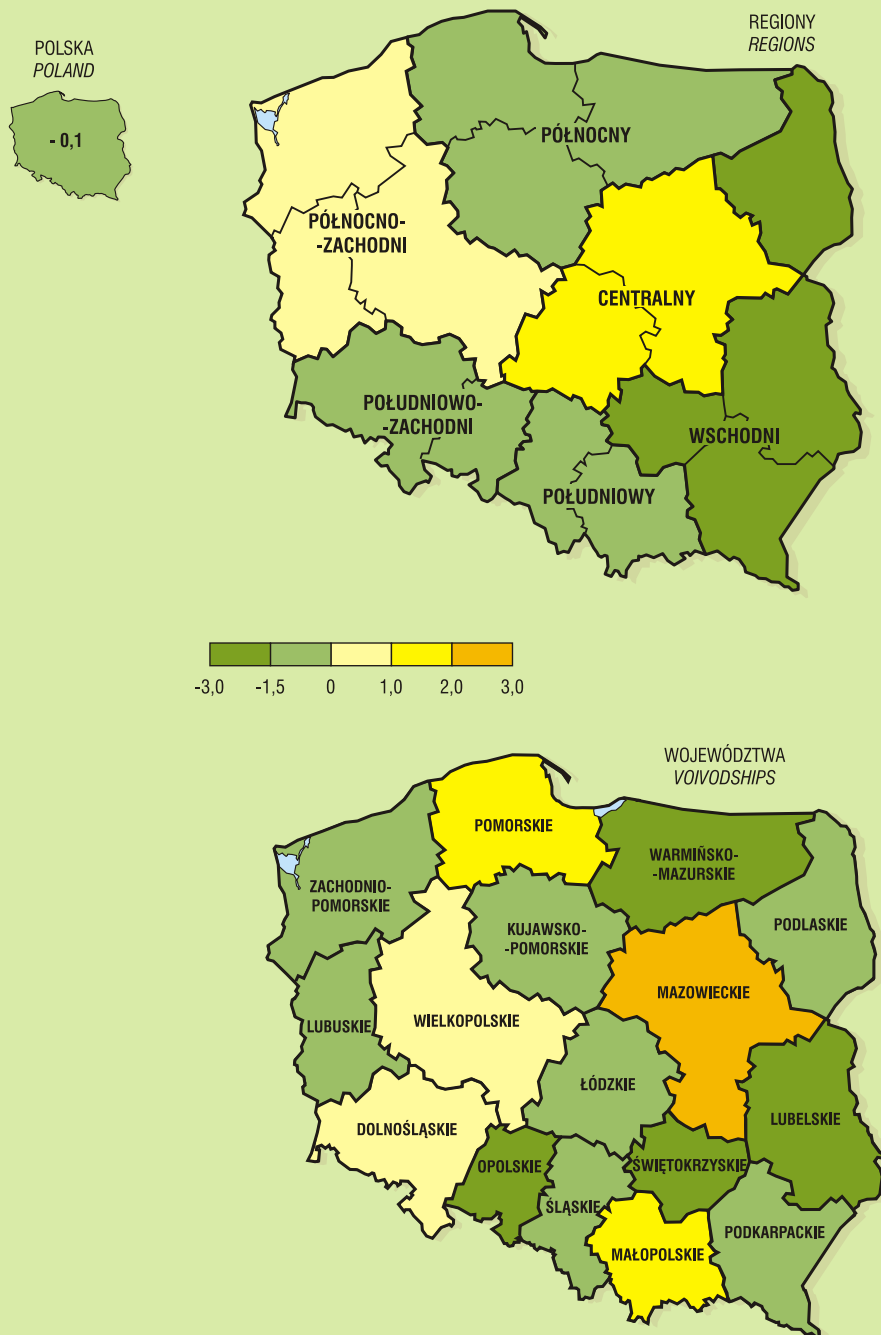 POLSKA
POLAND
- 0,1
REGIONY
REGIONS
PÓŁNOCNY
PÓŁNOCNO-
-ZACHODNI
CENTRALNY
POŁUDNIOWO-
-ZACHODNI
WSCHODNI
POŁUDNIOWY
-3,0 -1,5 0 1,0 2,0 3,0
WOJEWÓDZTWA
VOIVODSHIPS
POMORSKIE
WARMIŃSKO-
-MAZURSKIE
ZACHODNIO-
POMORSKIE
KUJAWSKO-
-POMORSKIE
PODLASKIE
MAZOWIECKIE
WIELKOPOLSKIE
LUBUSKIE
ŁÓDZKIE
LUBELSKIE
DOLNOŚLĄSKIE
OPOLSKIE
ŚWIĘTOKRZYSKIE
ŚLĄSKIE
PODKARPACKIE
MAŁOPOLSKIE